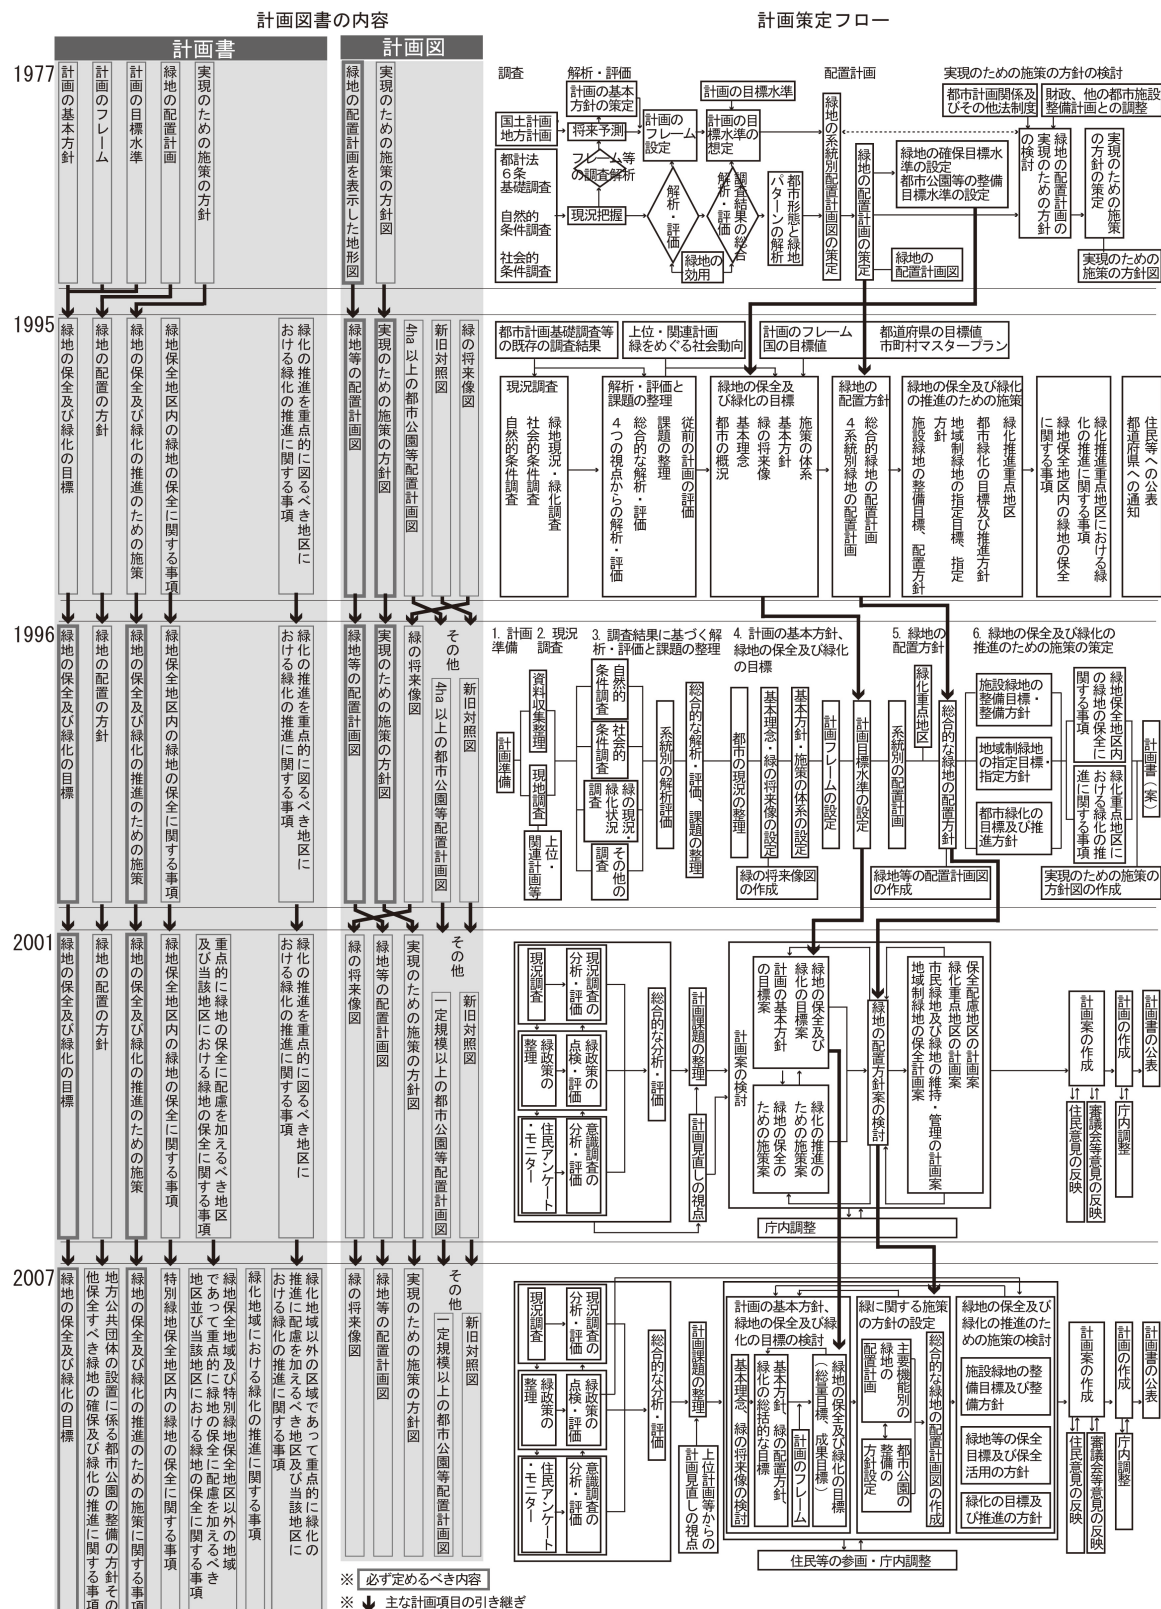 計画図書の内容
計画策定フロー
計画書
計画図
1977
計画の基本方針
計画のフレーム
計画の目標水準
緑地の配置計画
実現のための施策の方針
緑地の配置計画を表示した地形図
実現のための施策の方針図
調査
解析・評価
配置計画
実現のための施策の方針の検討
国土計画
地方計画
都計法
6条
基礎調査
自然的
条件調査
社会的
条件調査
計画の基本
方針の策定
将来予測
フレーム等
の調査解析
現況把握
計画の
フレーム
設定
解析・評価
緑地の
効用
計画の目標水準
計画の目
標水準の
想定
調査結果の総合
解析・評価
都市形態と緑地
パターンの解析
緑地の系統別配置計画図の策定
緑地の配置計画の策定
緑地の確保目標水
準の設定
都市公園等の整備
目標水準の設定
緑地の
配置計画図
都市計画関係及
びその他法制度
財政、他の都市施設
整備計画との調整
緑地の配置計画の
実現のための方針
の検討
実現のための施策
の方針の策定
実現のための
施策の方針図
1995
緑地の保全及び緑化の目標
緑地の配置の方針
緑地の保全及び緑化の推進のための施策
緑地保全地区内の緑地の保全に関する事項
緑化の推進を重点的に図るべき地区に
おける緑化の推進に関する事項
緑地等の配置計画図
実現のための施策の方針図
4ha 以上の都市公園等配置計画図
新旧対照図
緑の将来像図
都市計画基礎調査等
の既存の調査結果
上位・関連計画
緑をめぐる社会動向
計画のフレーム
国の目標値
都道府県の目標値
市町村マスタープラン
現況調査
緑地現況・緑化調査
社会的条件調査
自然的条件調査
解析・評価と
課題の整理
従前の計画の評価
課題の整理
総合的な解析・評価
4つの視点からの解析・評価
緑地の保全及
び緑化の目標
施策の体系
基本方針
緑の将来像
基本理念
都市の概況
緑地の
配置方針
総合的緑地の配置計画
4系統別緑地の配置計画
緑地の保全及び緑化
の推進のための施策
緑化推進重点地区
都市緑化の目標及び推進方針
地域制緑地の指定目標、指定
方針
施設緑地の整備目標、配置方針
緑化推進重点地区における緑
化の推進に関する事項
緑地保全地区内の緑地の保全
に関する事項
住民等への公表
都道府県への通知
1996
緑地の保全及び緑化の目標
緑地の配置の方針
緑地の保全及び緑化の推進のための施策
緑地保全地区内の緑地の保全に関する事項
緑化の推進を重点的に図るべき地区に
おける緑化の推進に関する事項
緑地等の配置計画図
実現のための施策の方針図
緑の将来像図
その他
4ha 以上の都市公園等配置計画図
新旧対照図
1. 計画
準備
2. 現況
調査
3. 調査結果に基づく解
析・評価と課題の整理
4. 計画の基本方針、
緑地の保全及び緑化
の目標
5. 緑地の
配置方針
6. 緑地の保全及び緑化の
推進のための施策の策定
計画準備
資料収集整理
現地調査
上位・
関連計画等
自然的
条件調査
社会的
条件調査
緑の現況・
緑化状況
調査
その他の
調査
系統別の解析評価
総合的な解析・評価、課題の整理
都市の現況の整理
基本理念・緑の将来像の設定
基本方針・施策の体系の設定
緑の将来像図
の作成
計画フレームの設定
計画目標水準の設定
系統別の配置計画
緑化重点地区
総合的な緑地の配置方針
緑地等の配置計画図
の作成
施設緑地の
整備目標・
整備方針
地域制緑地
の指定目標・
指定方針
都市緑化の
目標及び推
進方針
緑地保全地区内
の緑地の保全に
関する事項
緑化重点地区に
おける緑化の推
進に関する事項
計画書（案）
実現のための施策の
方針図の作成
2001
緑地の保全及び緑化の目標
緑地の配置の方針
緑地の保全及び緑化の推進のための施策
緑地保全地区内の緑地の保全に関する事項
重点的に緑地の保全に配慮を加えるべき地区
及び当該地区における緑地の保全に関する事項
緑化の推進を重点的に図るべき地区に
おける緑化の推進に関する事項
緑の将来像図
緑地等の配置計画図
実現のための施策の方針図
その他
一定規模以上の都市公園等配置計画図
新旧対照図
現況調査
現況調査の
分析・評価
緑政策の
整理
緑政策の
点検・評価
住民アンケート
・モニター
意識調査の
分析・評価
総合的な分析・評価
計画課題の整理
計画見直しの視点
計画案の検討
緑地の保全及び
緑化の目標案
計画の基本方針
の目標案
緑化の推進の
ための施策案
緑地の保全の
ための施策案
緑地の配置方針案の検討
保全配慮地区の計画案
緑化重点地区の計画案
市民緑地及び緑地の維持・管理の計画案
地域制緑地の保全計画案
庁内調整
計画案の作成
計画の作成
計画書の公表
住民意見の反映
審議会等意見の反映
庁内調整
2007
緑地の保全及び緑化の目標
地方公共団体の設置に係る都市公園の整備の方針その
他保全すべき緑地の確保及び緑化の推進に関する事項
緑地の保全及び緑化の推進のための施策に関する事項
特別緑地保全地区内の緑地の保全に関する事項
緑地保全地域及び特別緑地保全地区以外の地域
であって重点的に緑地の保全に配慮を加えるべき
地区並び当該地区における緑地の保全に関する事項
緑化地域における緑化の推進に関する事項
緑化地域以外の区域であって重点的に緑化の
推進に配慮を加えるべき地区及び当該地区に
おける緑化の推進に関する事項
緑の将来像図
緑地等の配置計画図
実現のための施策の方針図
その他
一定規模以上の都市公園等配置計画図
新旧対照図
現況調査
現況調査の
分析・評価
緑政策の
整理
緑政策の
点検・評価
住民アンケート
・モニター
意識調査の
分析・評価
総合的な分析・評価
計画課題の整理
上位計画等からの
計画見直しの視点
計画の基本方針、
緑地の保全及び緑
化の目標の検討
基本理念、緑の将来像の検討
基本方針、緑の配置方針、
緑化の総括的な目標
計画のフレーム
緑地の保全及び緑化の目標
（総量目標、成果目標）
緑に関する施策
の方針の設定
主要機能別の
緑地の
配置計画
都市公園の
整備の
方針設定
総合的な緑地の配置計画図の作成
緑地の保全及び
緑化の推進のた
めの施策の検討
施設緑地の整
備目標及び整
備方針
緑地等の保全
目標及び保全
活用の方針
緑化の目標及
び推進の方針
住民等の参画・庁内調整
計画案の作成
計画の作成
計画書の公表
住民意見の反映
審議会等意見の反映
庁内調整
※ 必ず定めるべき内容
※ 主な計画項目の引き継ぎ